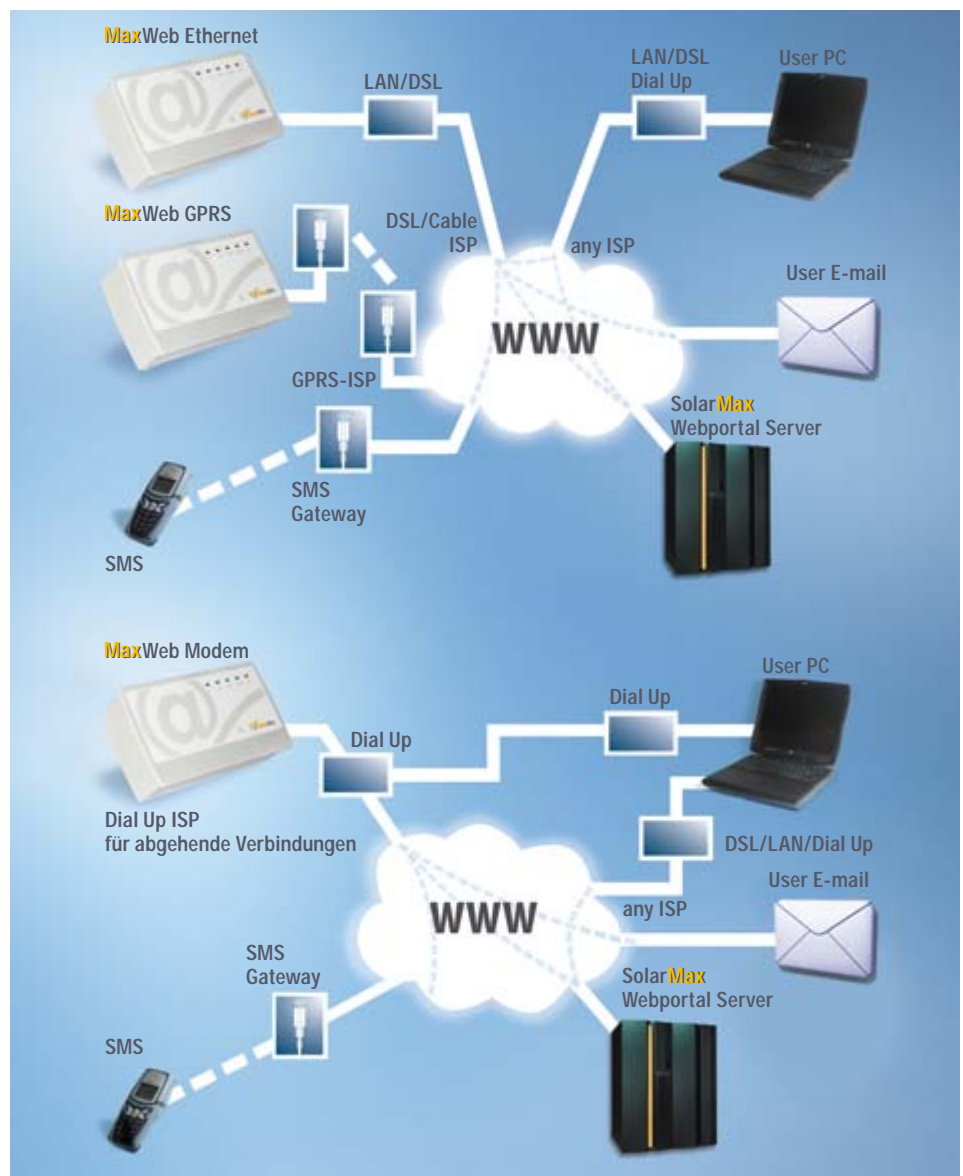 MaxWeb Ethernet
LAN/DSL
LAN/DSL
Dial Up
User PC
MaxWeb GPRS
DSL/Cable
ISP
any ISP
User E-mail
WWW
GPRS-ISP
SolarMax
Webportal Server
SMS
Gateway
SMS
MaxWeb Modem
User PC
Dial Up
Dial Up
Dial Up ISP
für abgehende Verbindungen
DSL/LAN/Dial Up
User E-mail
any ISP
WWW
SMS
Gateway
SolarMax
Webportal Server
SMS